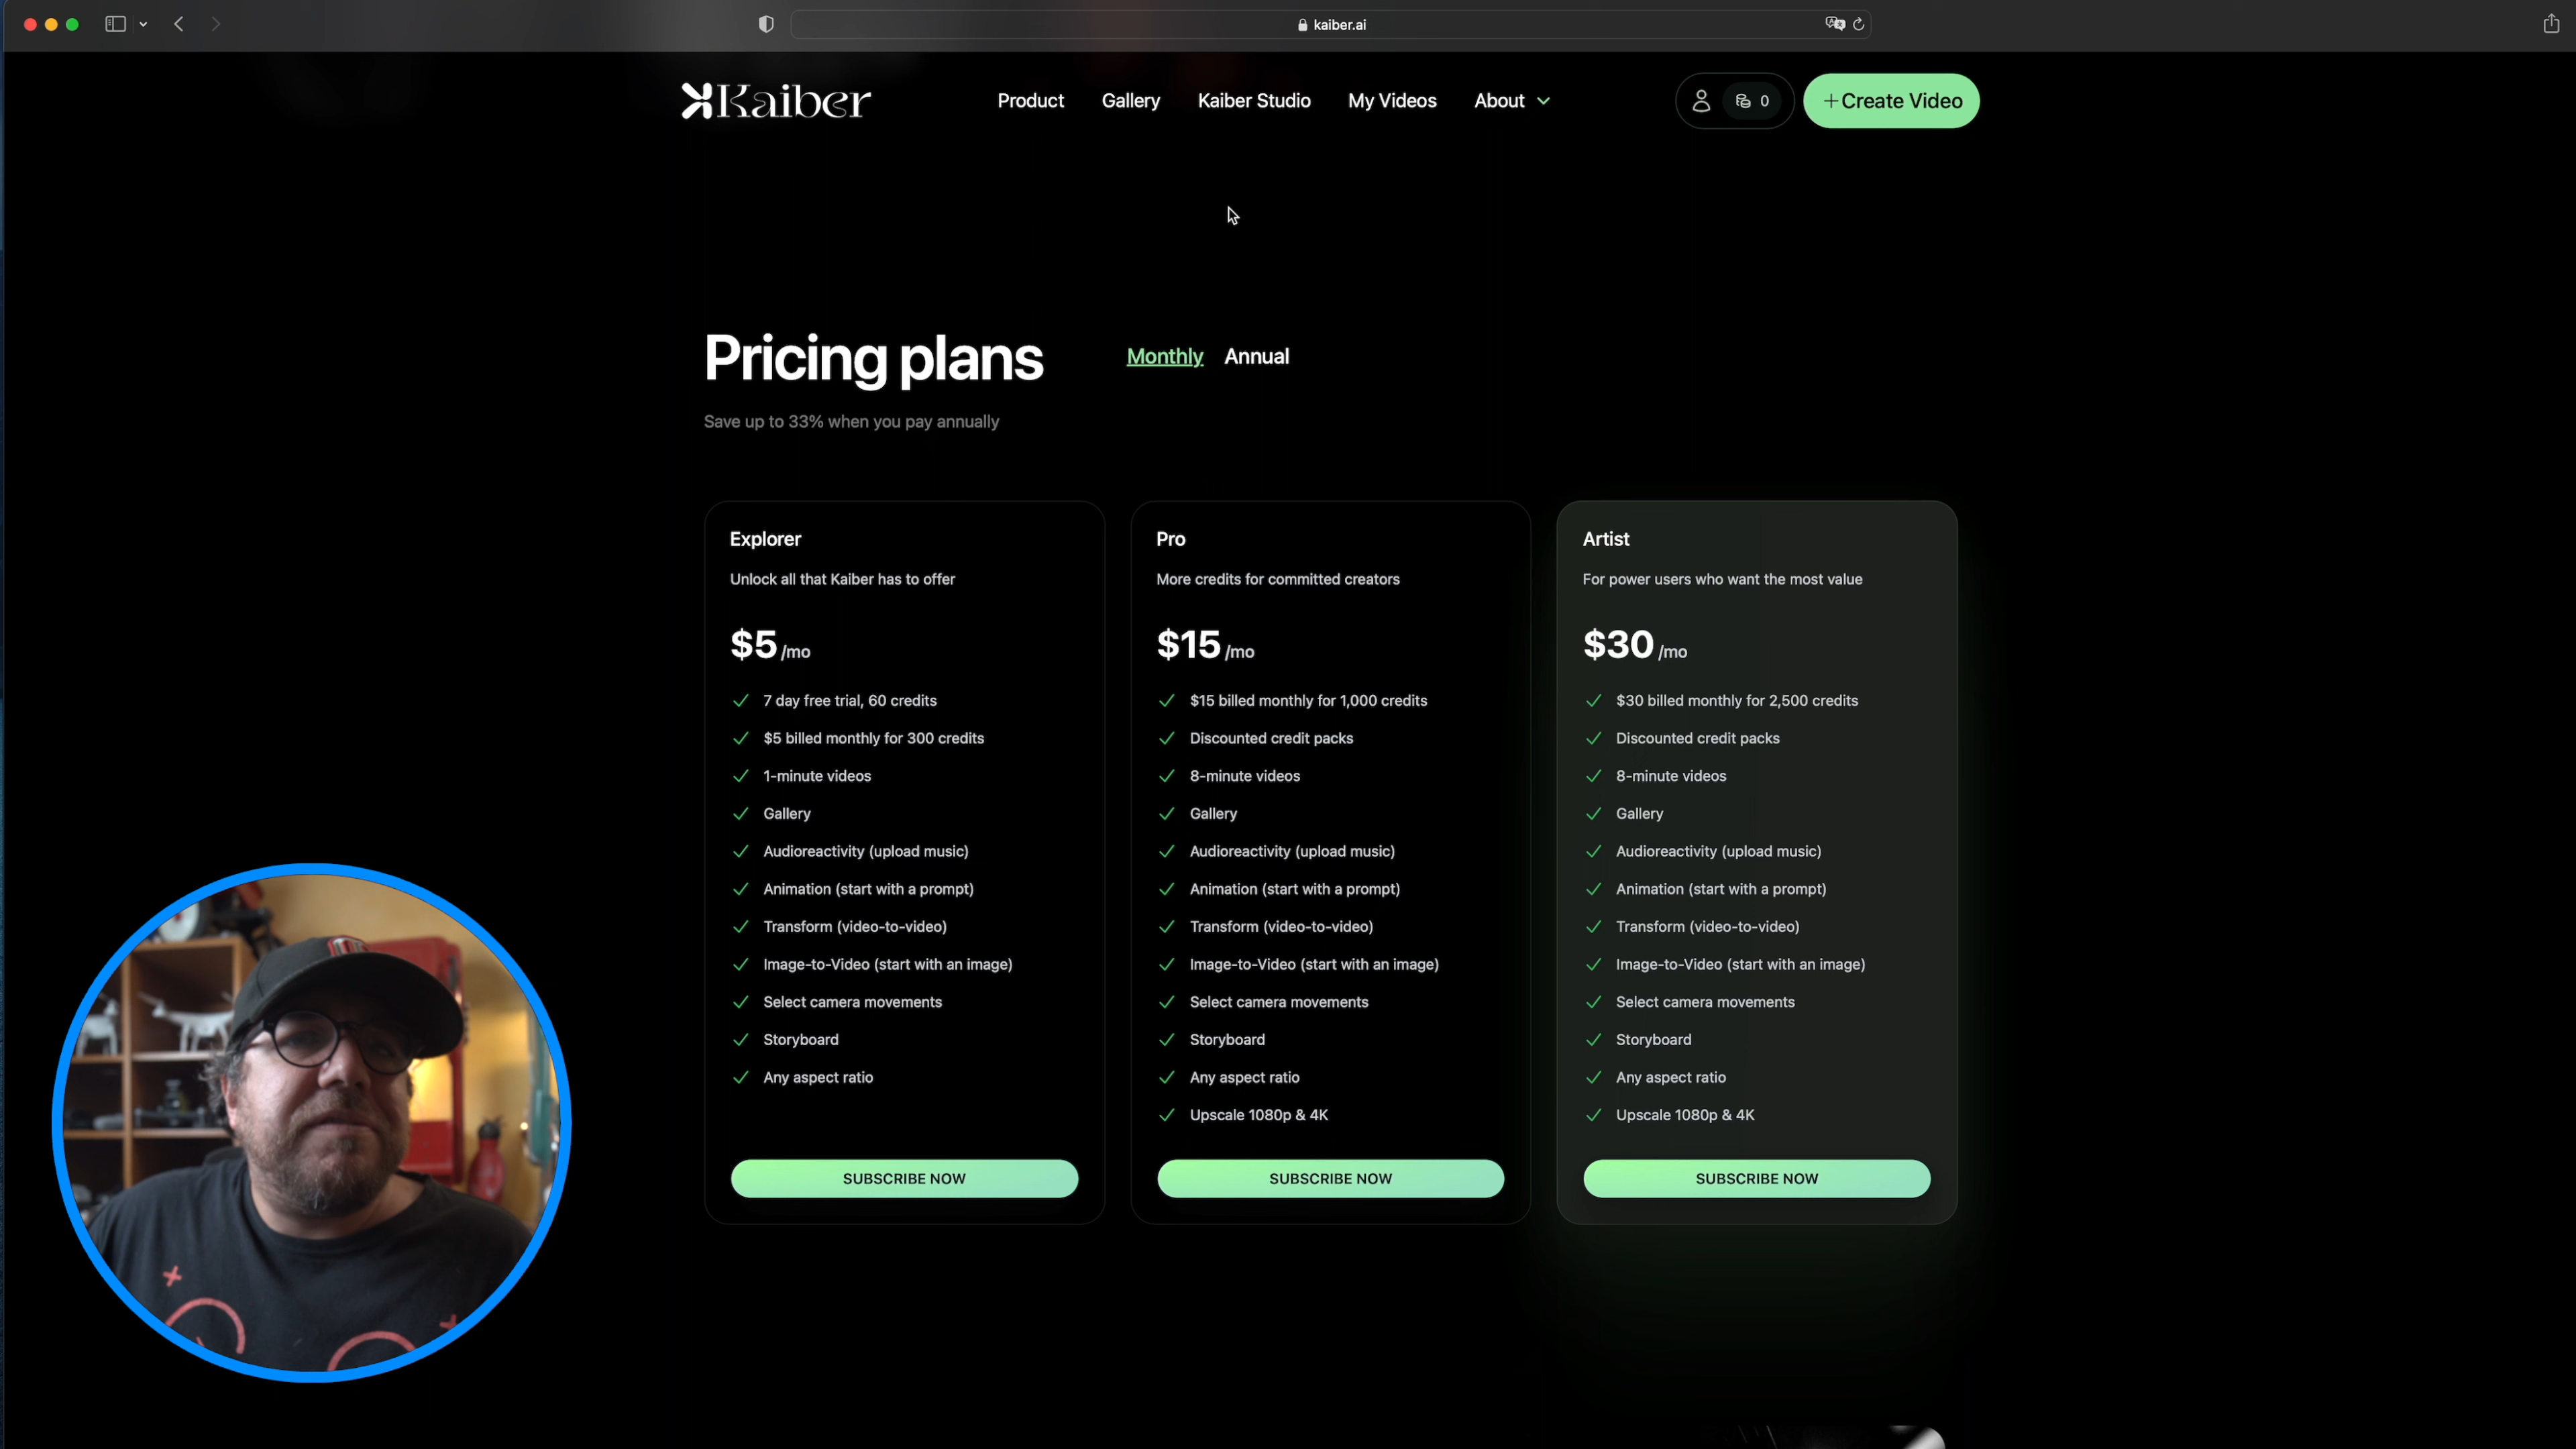 kaiber.ai
Kaiber
Product
Gallery
Kaiber Studio
My Videos
About
0
+Create Video
Pricing plans
Monthly
Annual
Save up to 33% when you pay annually
Explorer
Unlock all that Kaiber has to offer
$5 /mo
7 day free trial, 60 credits
$5 billed monthly for 300 credits
1-minute videos
Gallery
Audioreactivity (upload music)
Animation (start with a prompt)
Transform (video-to-video)
Image-to-Video (start with an image)
Select camera movements
Storyboard
Any aspect ratio
SUBSCRIBE NOW
Pro
More credits for committed creators
$15 /mo
$15 billed monthly for 1,000 credits
Discounted credit packs
8-minute videos
Gallery
Audioreactivity (upload music)
Animation (start with a prompt)
Transform (video-to-video)
Image-to-Video (start with an image)
Select camera movements
Storyboard
Any aspect ratio
Upscale 1080p & 4K
SUBSCRIBE NOW
Artist
For power users who want the most value
$30 /mo
$30 billed monthly for 2,500 credits
Discounted credit packs
8-minute videos
Gallery
Audioreactivity (upload music)
Animation (start with a prompt)
Transform (video-to-video)
Image-to-Video (start with an image)
Select camera movements
Storyboard
Any aspect ratio
Upscale 1080p & 4K
SUBSCRIBE NOW